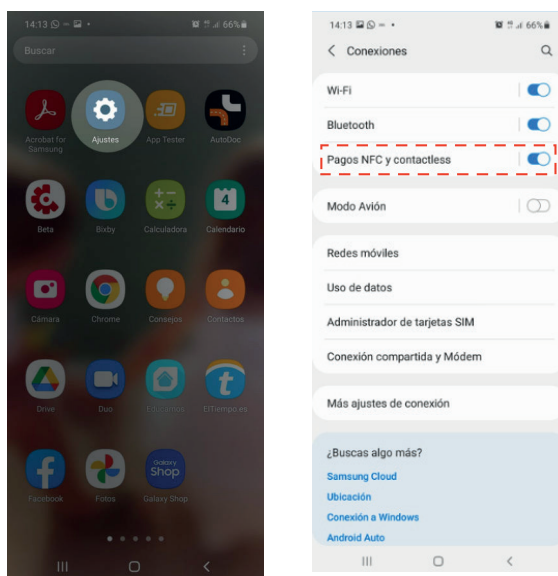 14:13
66%
Buscar
Acrobat for
Samsung
Ajustes
App Tester
AutoDoc
Beta
Bixby
Calculadora
4
Calendario
Cámara
Chrome
Consejos
Contactos
Drive
Duo
Educamos
ElTiempo.es
Galaxy
Shop
Facebook
Fotos
Galaxy Shop
14:13
66%
Conexiones
Wi-Fi
Bluetooth
Pagos NFC y contactless
Modo Avión
Redes móviles
Uso de datos
Administrador de tarjetas SIM
Conexión compartida y Módem
Más ajustes de conexión
¿Buscas algo más?
Samsung Cloud
Ubicación
Conexión a Windows
Android Auto